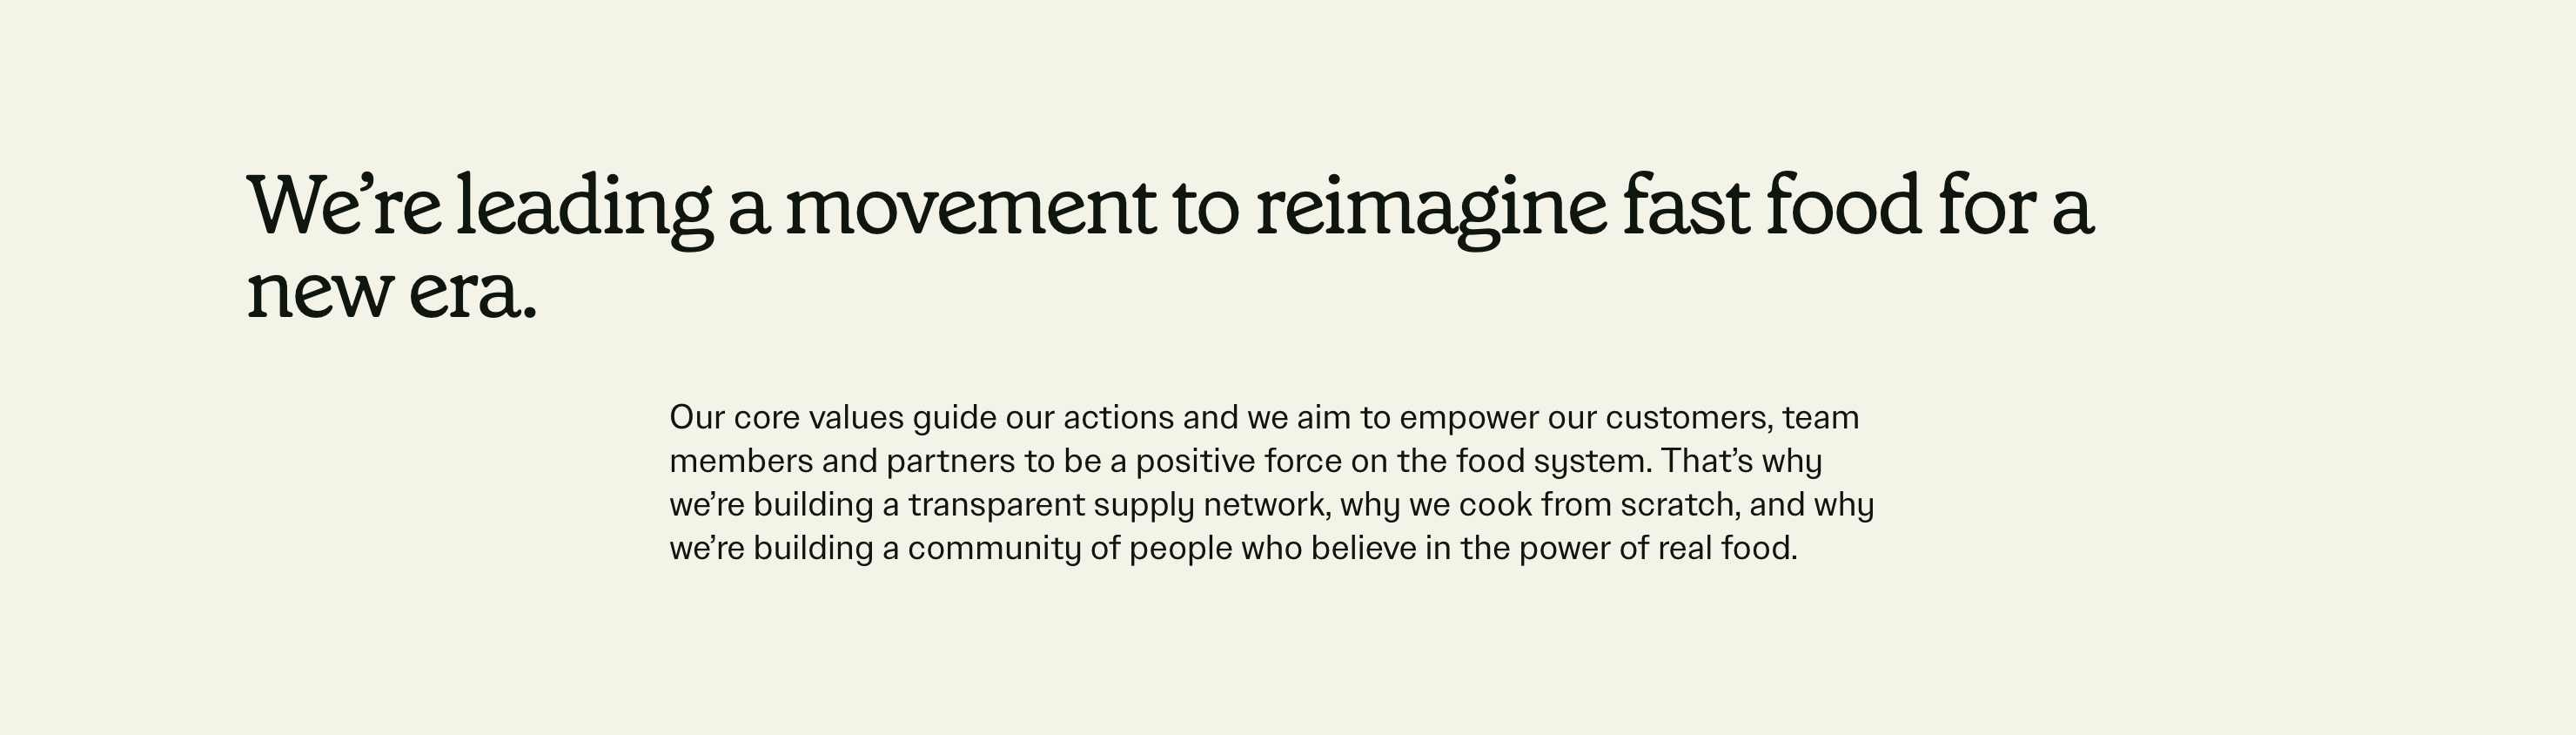 We’re leading a movement to reimagine fast food for a
new era.
Our core values guide our actions and we aim to empower our customers, team
members and partners to be a positive force on the food system. That’s why
we’re building a transparent supply network, why we cook from scratch, and why
we’re building a community of people who believe in the power of real food.